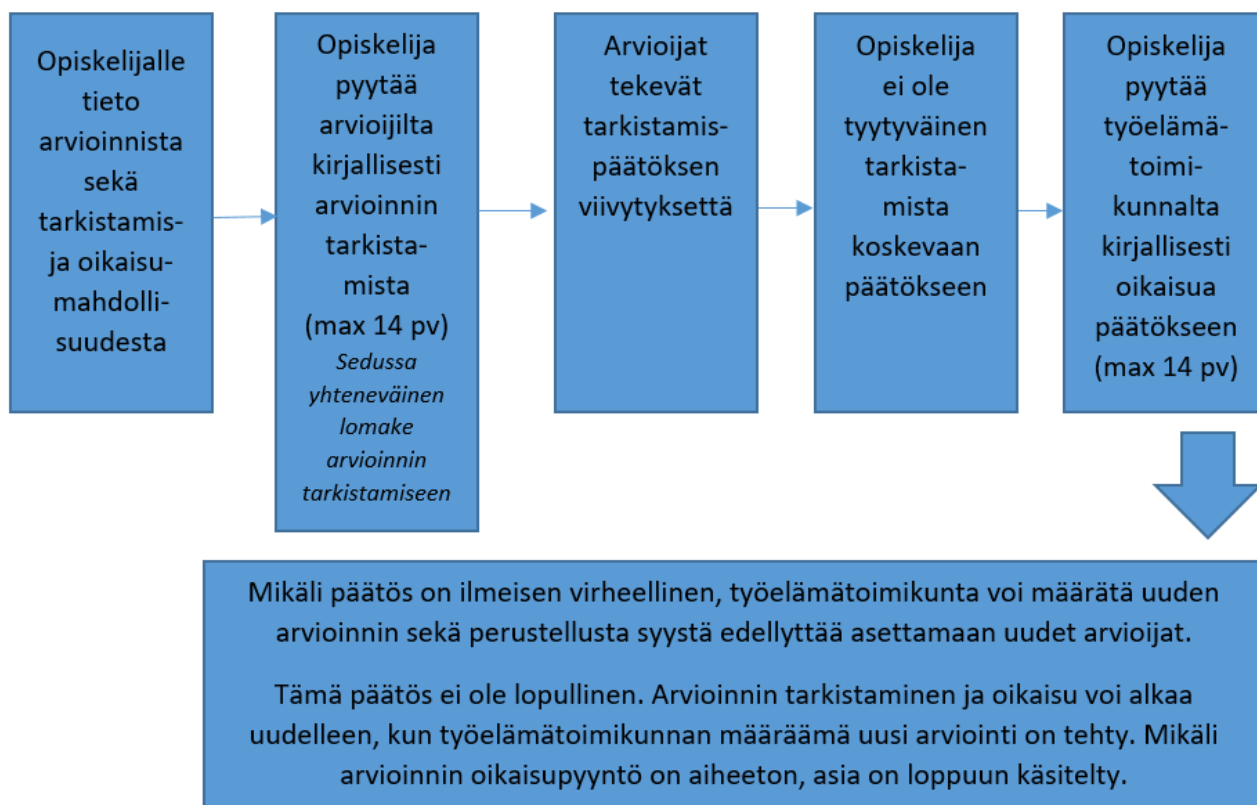 Opiskelijalle
tieto
arvioinnista
sekä
tarkistamis-
ja oikaisu-
mahdolli-
suudesta
Opiskelija
pyytää
arvioijilta
kirjallisesti
arvioinnin
tarkista-
mista
(max 14 pv)
Sedussa
yhteneväinen
lomake
arvioinnin
tarkistamiseen
Arvioijat
tekevät
tarkistamis-
päätöksen
viivytyksettä
Opiskelija
ei ole
tyytyväinen
tarkista-
mista
koskevaan
päätökseen
Opiskelija
pyytää
työelämä-
toimi-
kunnalta
kirjallisesti
oikaisua
päätökseen
(max 14 pv)
Mikäli päätös on ilmeisen virheellinen, työelämätoimikunta voi määrätä uuden
arvioinnin sekä perustellusta syystä edellyttää asettamaan uudet arvioijat.
Tämä päätös ei ole lopullinen. Arvioinnin tarkistaminen ja oikaisu voi alkaa
uudelleen, kun työelämätoimikunnan määräämä uusi arviointi on tehty. Mikäli
arvioinnin oikaisupyyntö on aiheeton, asia on loppuun käsitelty.